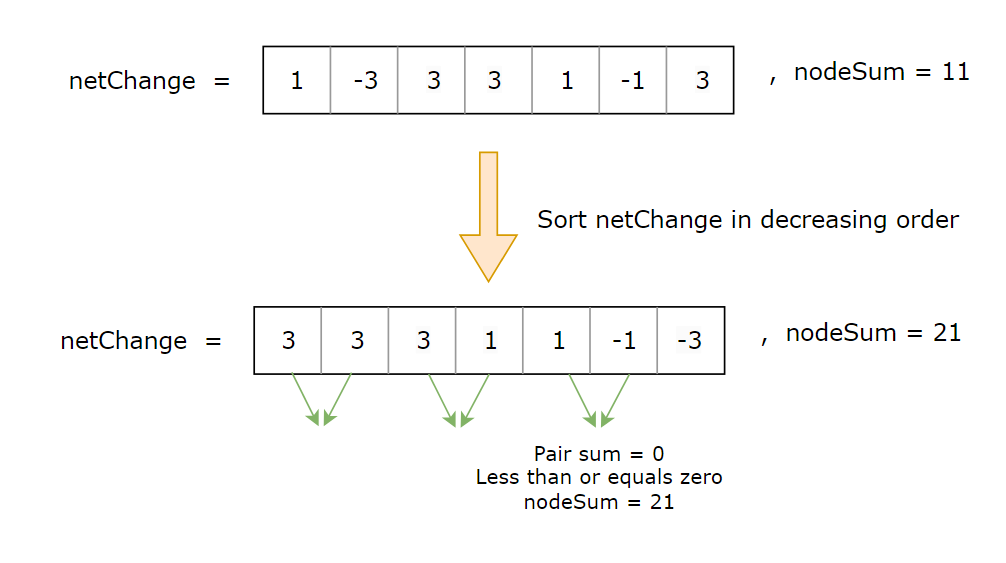 netChange = 1 -3 3 3 1 -1 3 , nodeSum = 11
Sort netChange in decreasing order
netChange = 3 3 3 1 1 -1 -3 , nodeSum = 21
Pair sum = 0
Less than or equals zero
nodeSum = 21